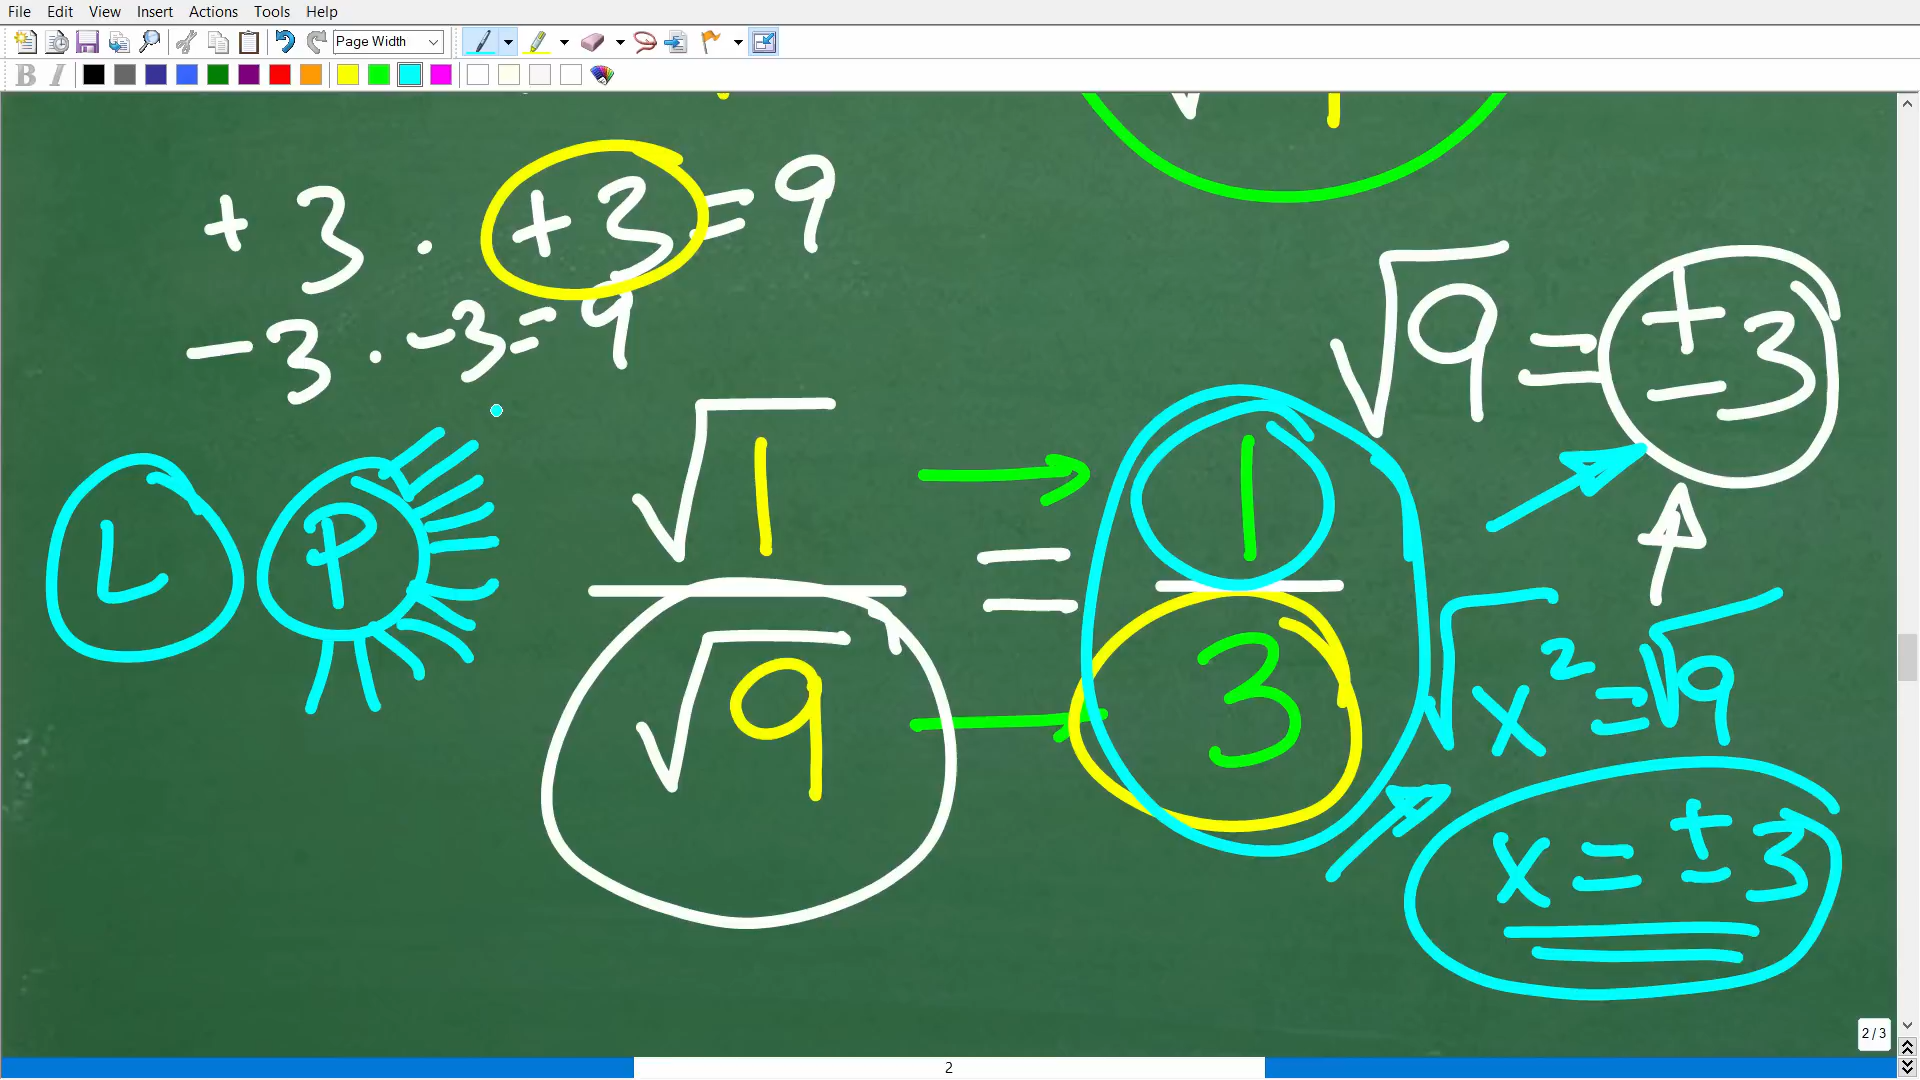 File Edit View Insert Actions Tools Help
Page Width
B I
+3 · +3 = 9
-3 · -3 = 9
√9 = ±3
L P
√1 / √9 = 1 / 3
√x² = √9
x = ±3
2 / 3
2